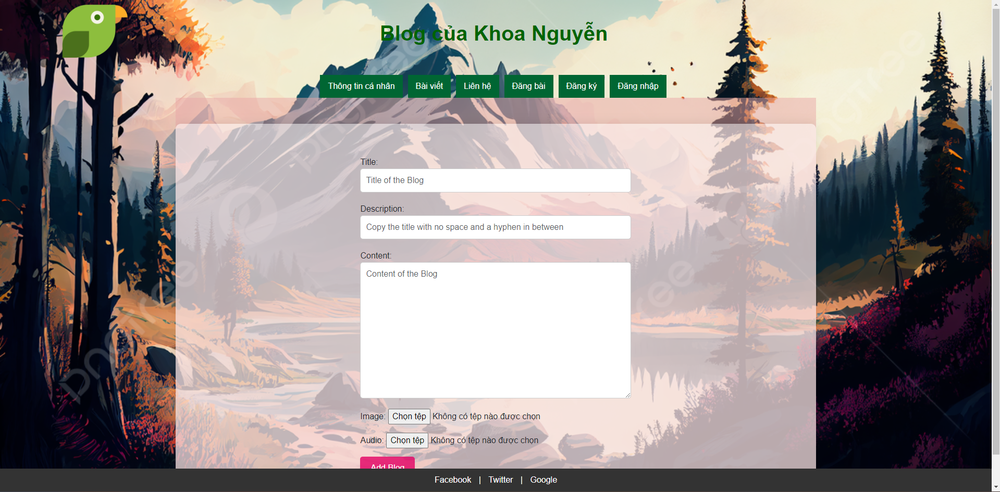 Blog của Khoa Nguyễn
Thông tin cá nhân Bài viết Liên hệ Đăng bài Đăng ký Đăng nhập
Title:
Title of the Blog
Description:
Copy the title with no space and a hyphen in between
Content:
Content of the Blog
Image: Chọn tệp Không có tệp nào được chọn
Audio: Chọn tệp Không có tệp nào được chọn
Add Blog
Facebook | Twitter | Google
pngtree